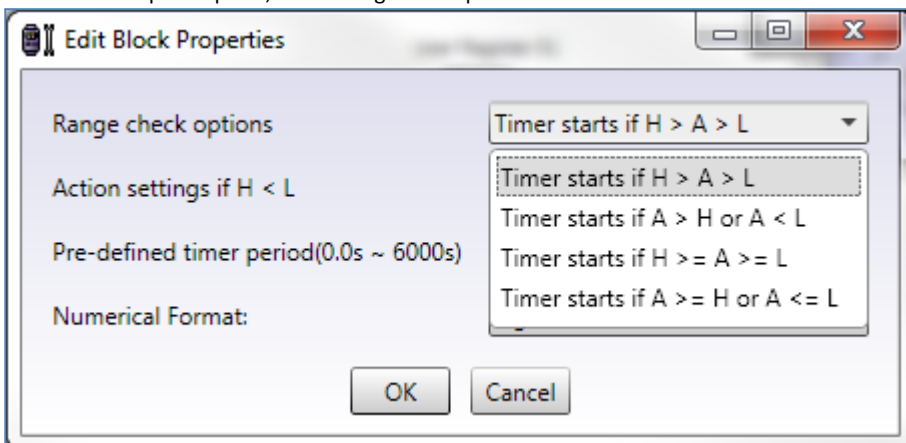 Edit Block Properties
Range check options
Timer starts if H > A > L
Timer starts if H > A > L
Action settings if H < L
Timer starts if A > H or A < L
Pre-defined timer period(0.0s ~ 6000s)
Timer starts if H >= A >= L
Timer starts if A >= H or A <= L
Numerical Format:
OK
Cancel